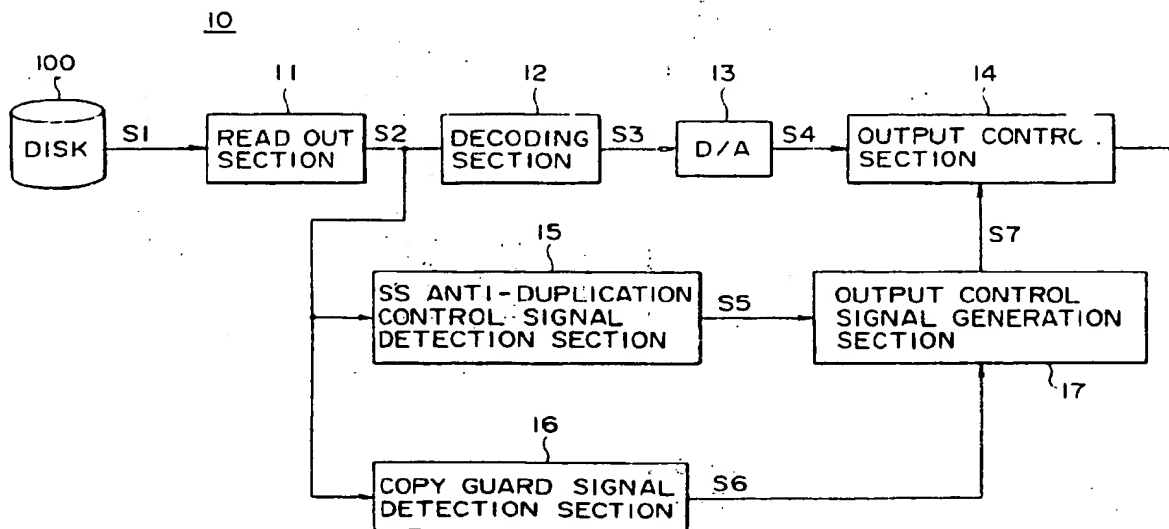 10
100
11
12
13
14
DISK
S1
READ OUT
SECTION
S2
DECODING
SECTION
S3
D/A
S4
OUTPUT CONTRO
SECTION
S7
15
SS ANTI-DUPLICATION
CONTROL SIGNAL
DETECTION SECTION
S5
OUTPUT CONTROL
SIGNAL GENERATION
SECTION
17
16
COPY GUARD SIGNAL
DETECTION SECTION
S6